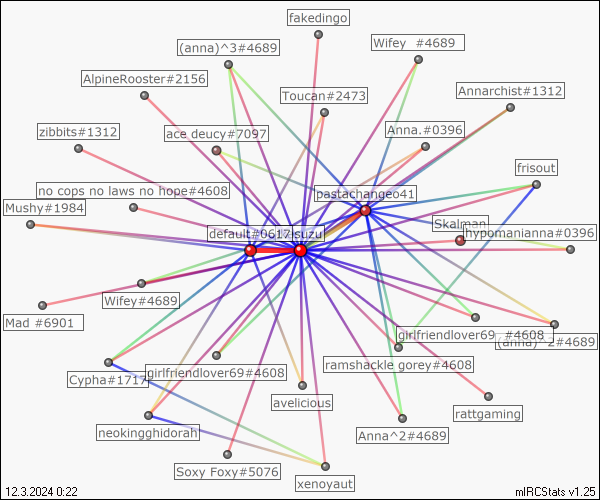 fakedingo
(anna)^3#4689
Wifey #4689
AlpineRooster#2156
Toucan#2473
Annarchist#1312
zibbits#1312
ace.deucy#7097
Anna.#0396
frisout
no cops no laws no hope#4608
pastachangeo41
Mushy#1984
default#0617
suzu
Skalman
hypomanianna#0396
Wifey#4689
Mad #6901
girlfriendlover69 #4608
(anna)^2#4689
Cypha#1717
girlfriendlover69#4608
ramshackle gorey#4608
avelicious
rattgaming
neokingghidorah
Anna^2#4689
Soxy Foxy#5076
xenoyaut
12.3.2024 0:22
mIRCStats v1.25